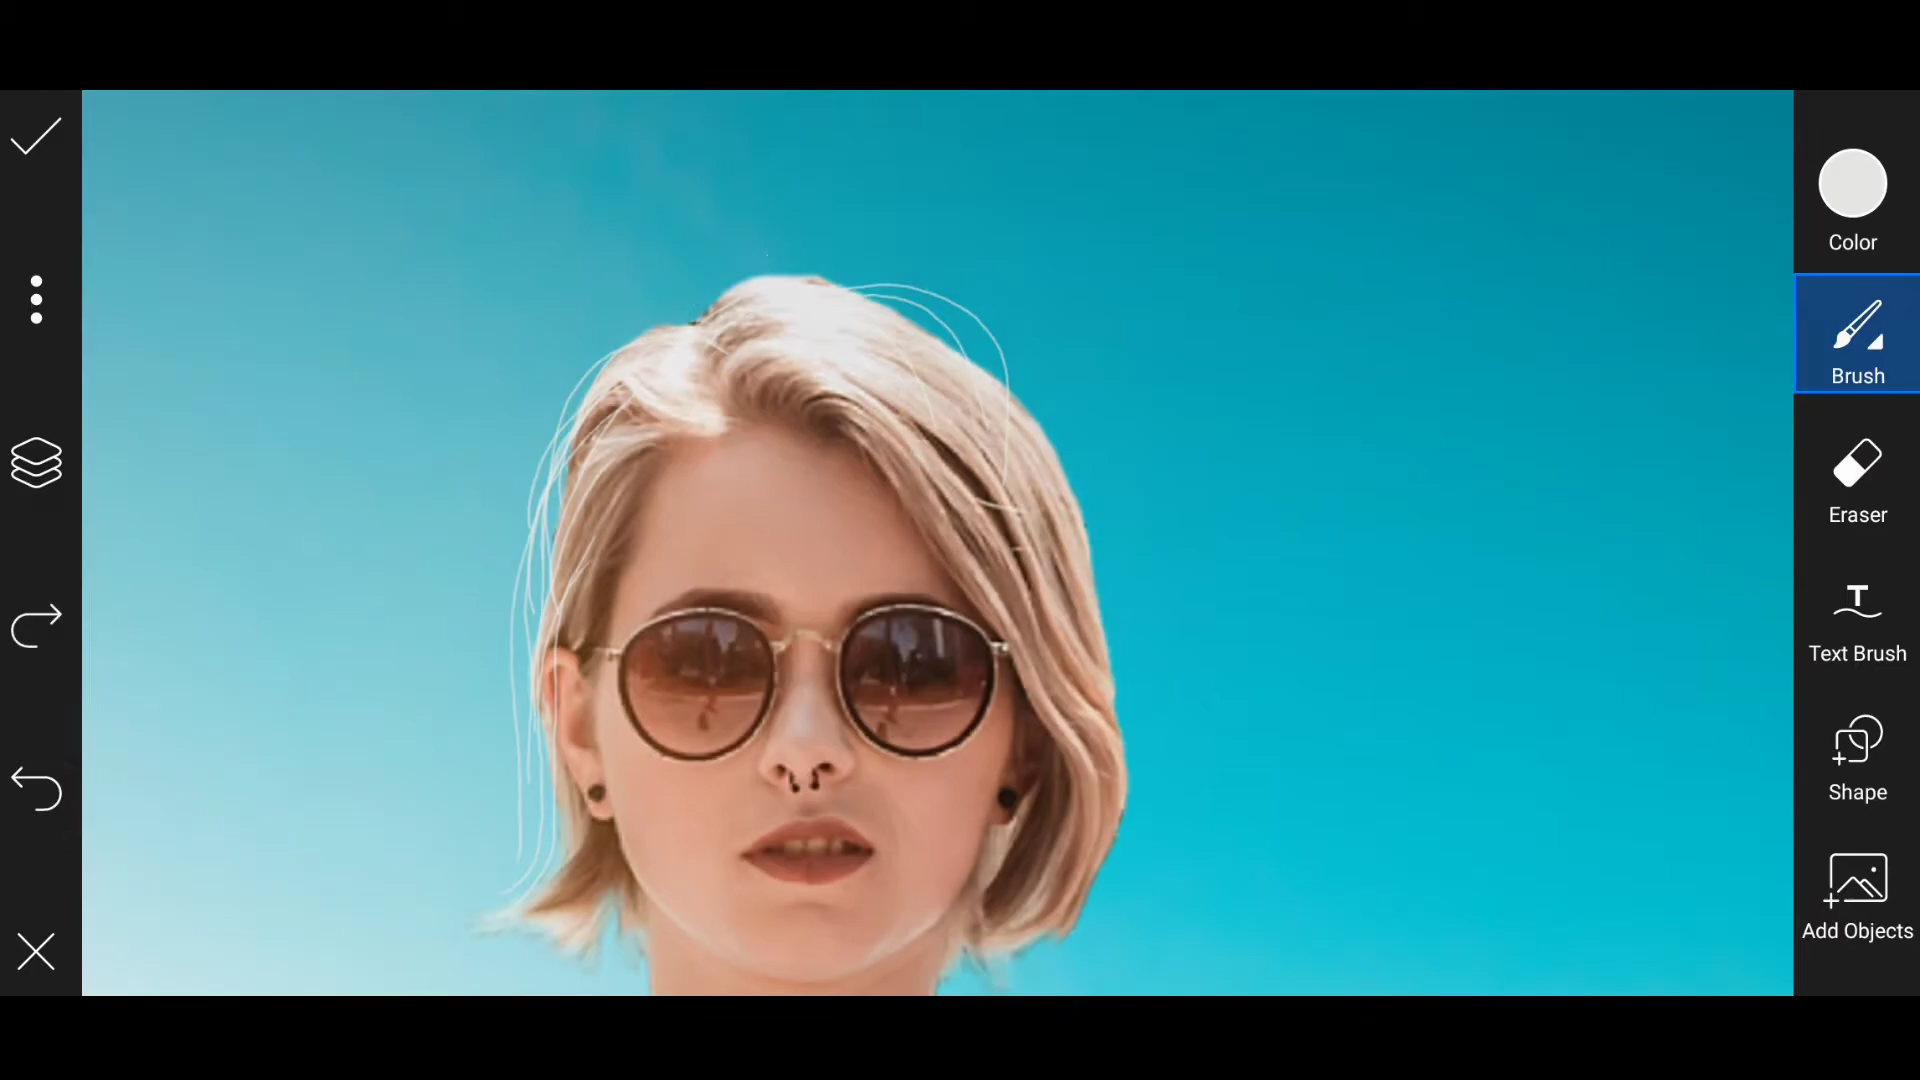 Color
Brush
Eraser
T
Text Brush
Shape
Add Objects